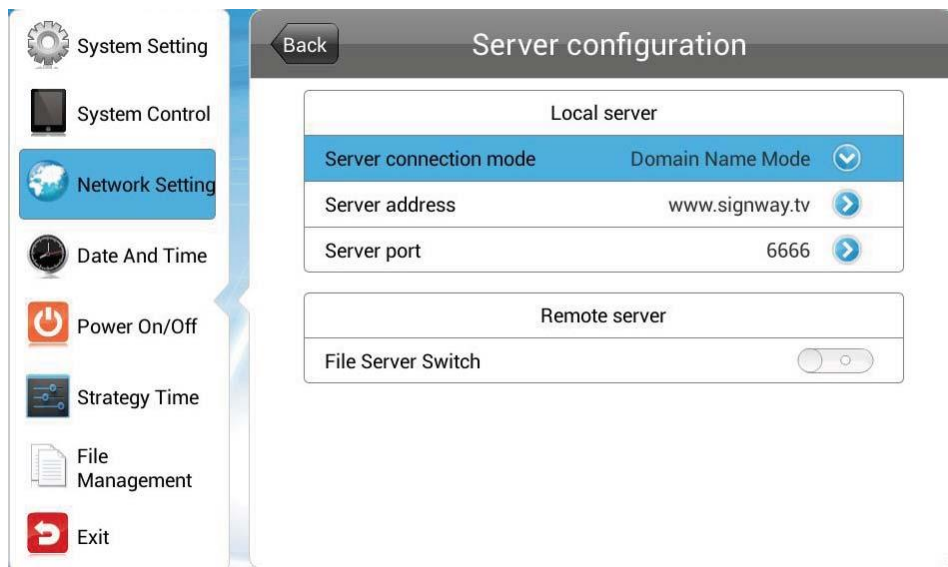 System Setting
System Control
Network Setting
Date And Time
Power On/Off
Strategy Time
File
Management
Exit
Back
Server configuration
Local server
Server connection mode Domain Name Mode
Server address www.signway.tv
Server port 6666
Remote server
File Server Switch